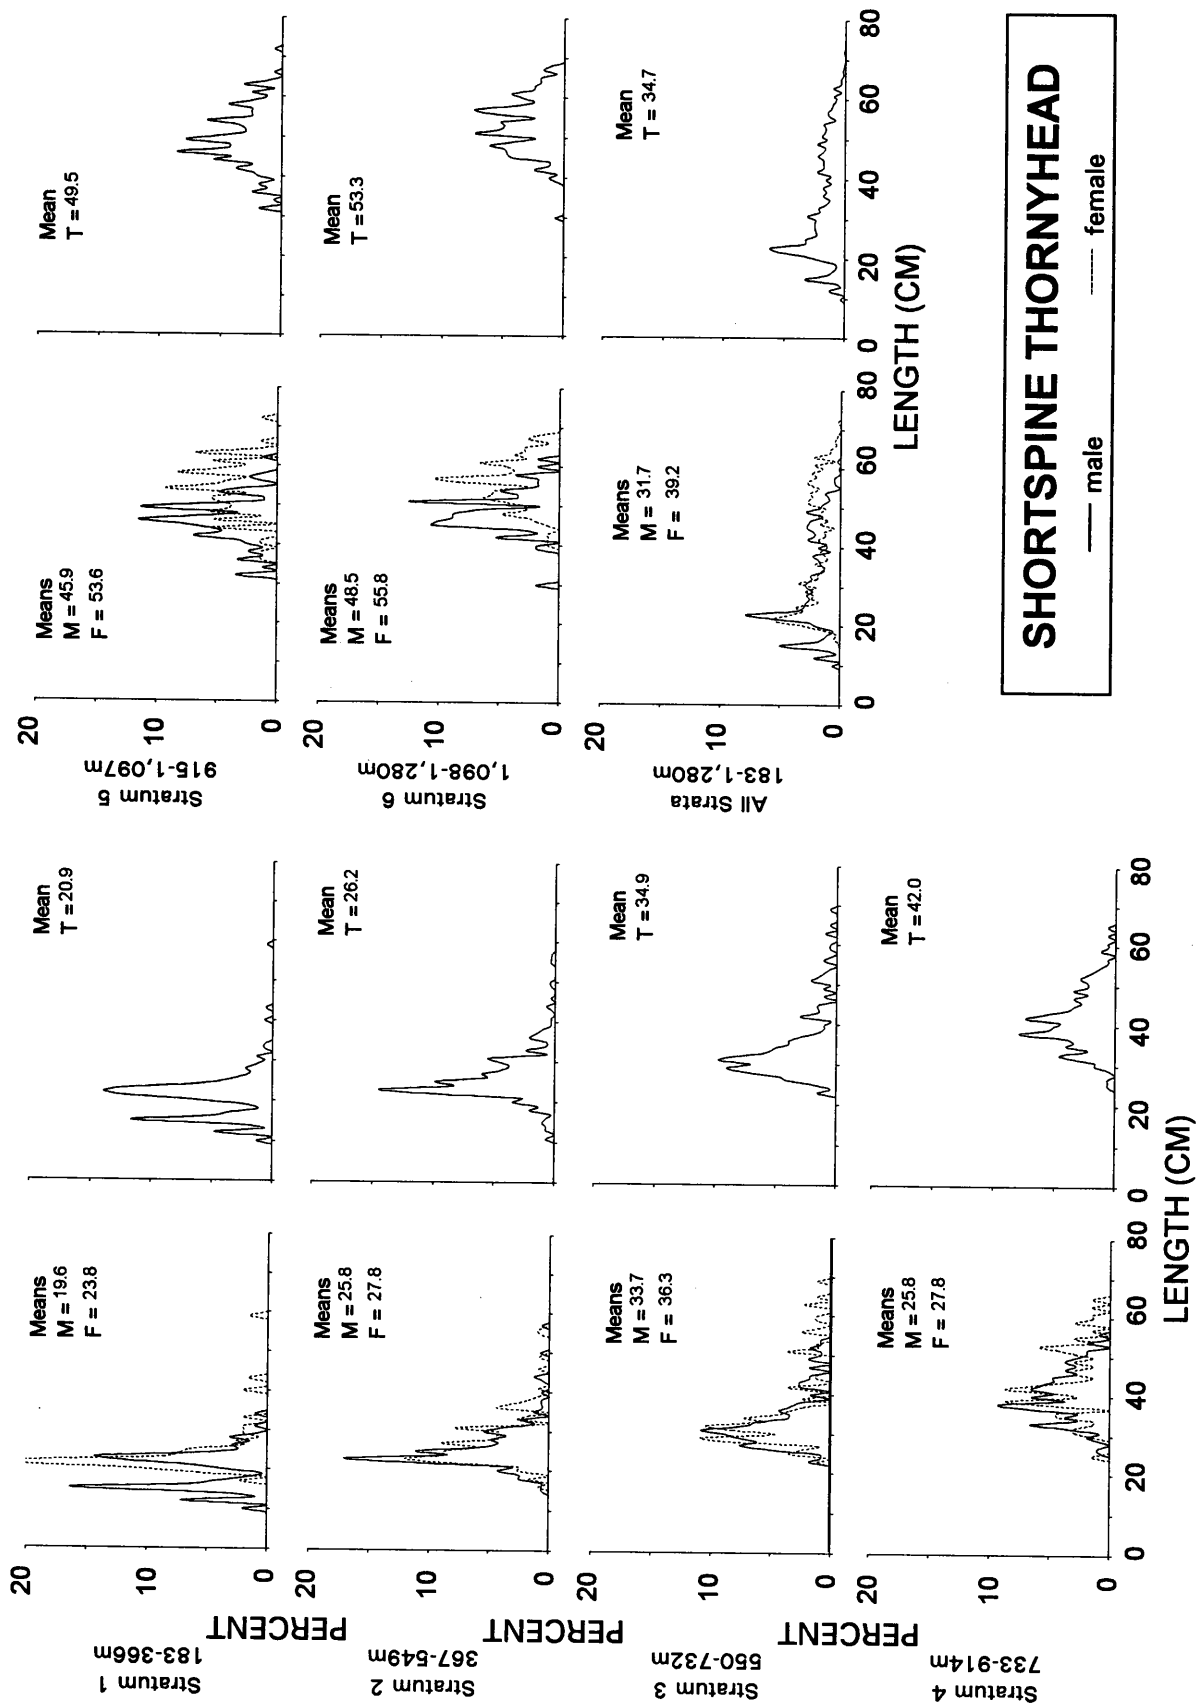 Stratum 1
183-366m
PERCENT
20
10
0
Means
M = 19.6
F = 23.8
Mean
T = 20.9
Stratum 2
367-549m
PERCENT
20
10
0
Means
M = 25.8
F = 27.8
Mean
T = 26.2
Stratum 3
550-732m
PERCENT
20
10
0
Means
M = 33.7
F = 36.3
Mean
T = 34.9
Stratum 4
733-914m
PERCENT
20
10
0
Means
M = 25.8
F = 27.8
Mean
T = 42.0
0 20 40 60 80
0 20 40 60 80
LENGTH (CM)
Stratum 5
915-1,097m
20
10
0
Means
M = 45.9
F = 53.6
Mean
T = 49.5
Stratum 6
1,098-1,280m
20
10
0
Means
M = 48.5
F = 55.8
Mean
T = 53.3
All Strata
183-1,280m
20
10
0
Means
M = 31.7
F = 39.2
Mean
T = 34.7
0 20 40 60 80
0 20 40 60 80
LENGTH (CM)
SHORTSPINE THORNYHEAD
male female